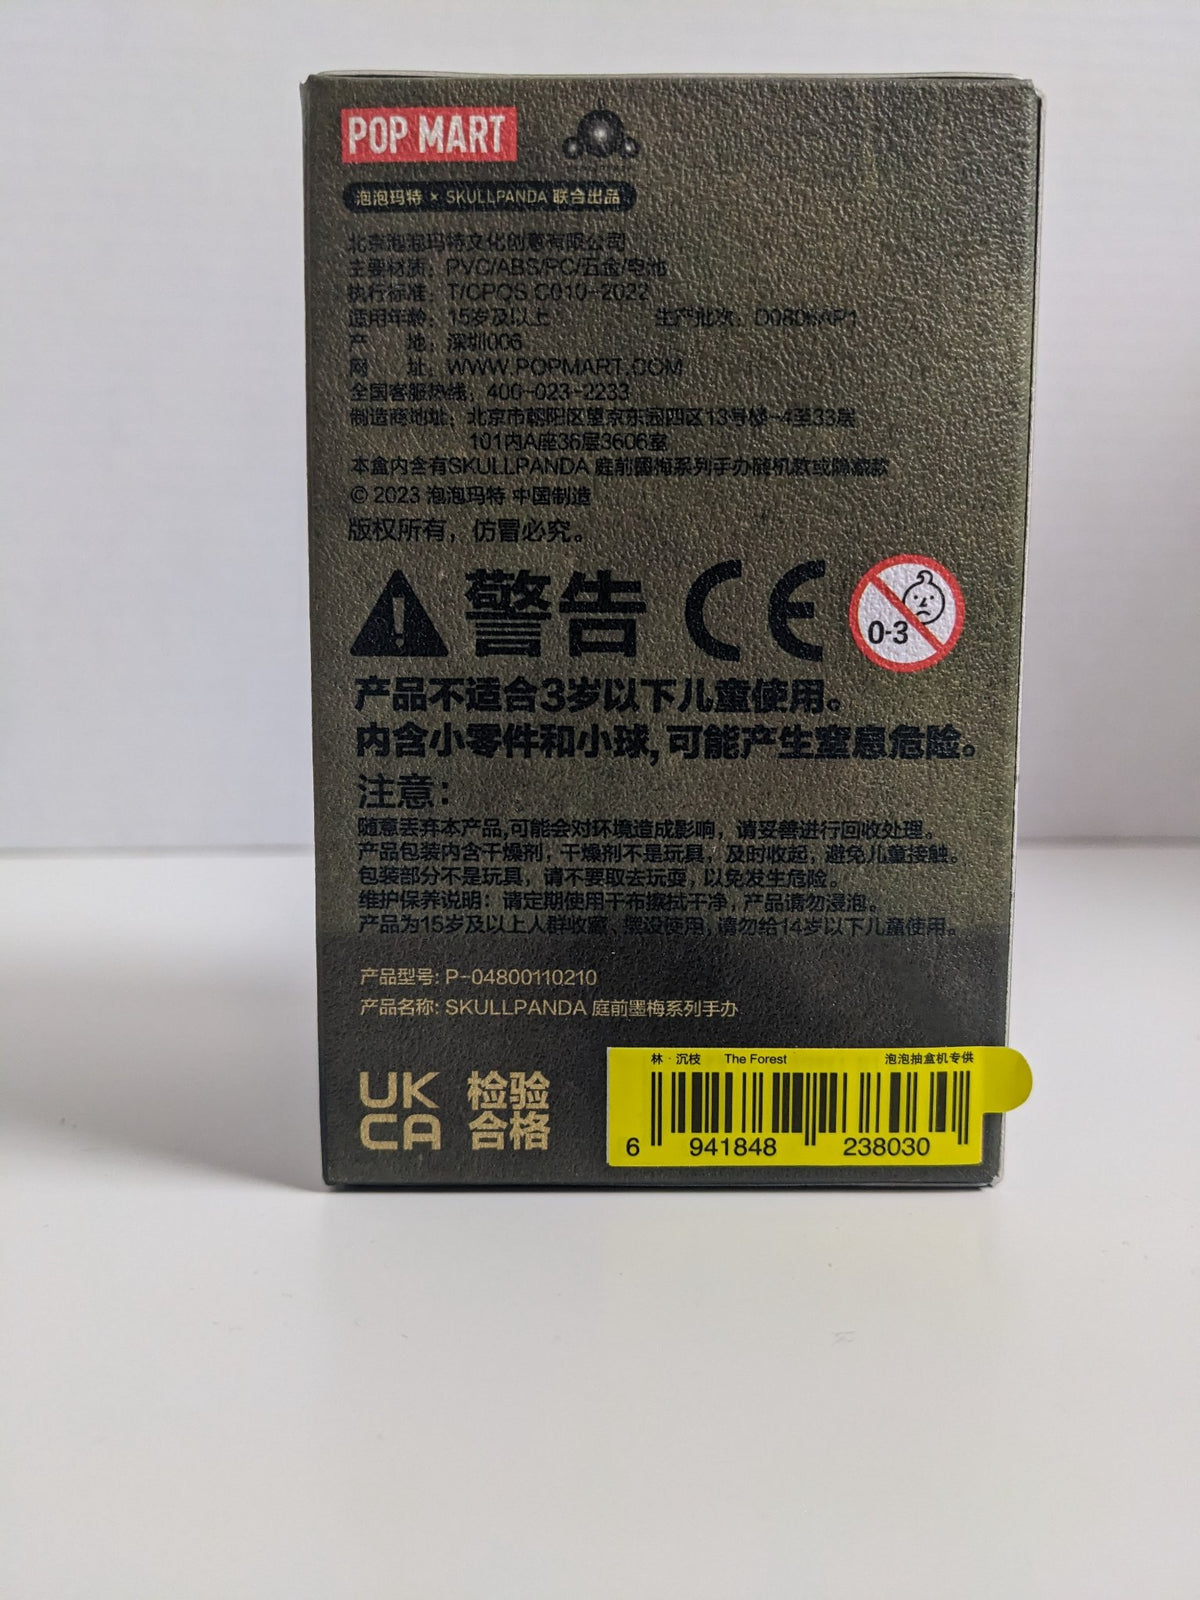 POP MART
泡泡玛特 × SKULLPANDA 联合出品
北京泡泡玛特文化创意有限公司
主要材质：PVC/ABS/PC/五金/电池
执行标准：T/CPQS C010-2022
适用年龄：15岁及以上 生产批次：
产 地：深圳006
网 址：WWW.POPMART.COM
全国客服热线：400-023-2233
制造商地址：北京市朝阳区望京东园四区13号楼-4至33层
101内A座36层3606室
本盒内含有SKULLPANDA 庭前墨梅系列手办随机款或隐藏款
© 2023 泡泡玛特 中国制造
版权所有，仿冒必究。
警告 CE 0-3
产品不适合3岁以下儿童使用。
内含小零件和小球，可能产生窒息危险。
注意：
随意丢弃本产品,可能会对环境造成影响，请妥善进行回收处理。
产品包装内含干燥剂，干燥剂不是玩具，及时收起，避免儿童接触。
包装部分不是玩具，请不要取去玩耍，以免发生危险。
维护保养说明：请定期使用干布擦拭干净，产品请勿浸泡。
产品为15岁及以上人群收藏、摆设使用，请勿给14岁以下儿童使用。
产品型号: P-04800110210
产品名称: SKULLPANDA 庭前墨梅系列手办
UK
CA
检验
合格
林·沉枝 The Forest 泡泡抽盒机专供
6 941848 238030